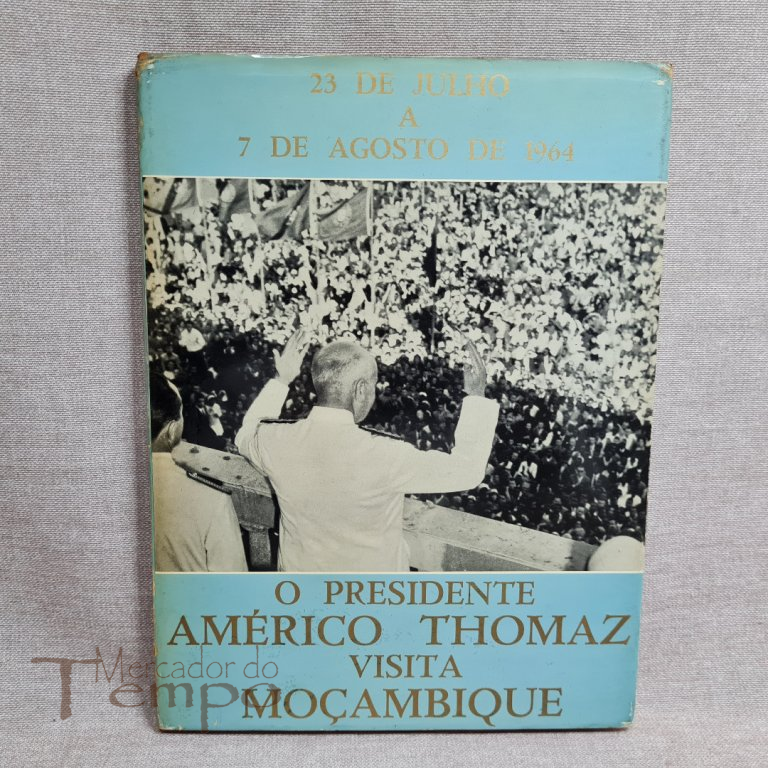 23 DE JULHO
A
7 DE AGOSTO DE 1964
O PRESIDENTE
AMÉRICO THOMAZ
VISITA
MOÇAMBIQUE
Mercador do
Tempo